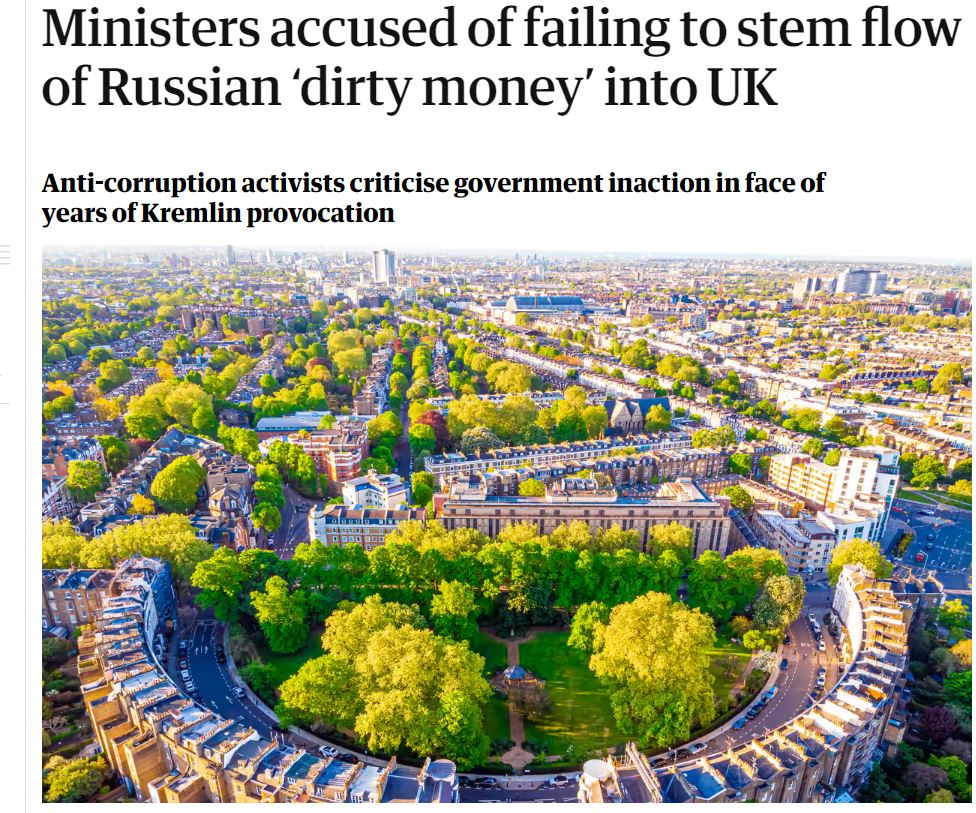 Ministers accused of failing to stem flow
of Russian ‘dirty money’ into UK
Anti-corruption activists criticise government inaction in face of
years of Kremlin provocation